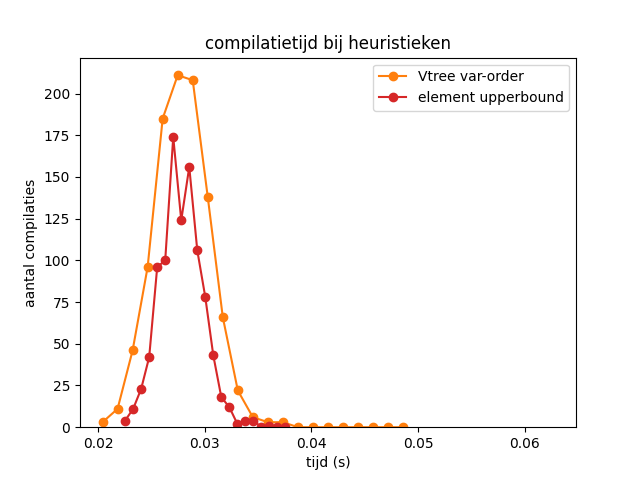 compilatietijd bij heuristieken
Vtree var-order
element upperbound
aantal compilaties
200
175
150
125
100
75
50
25
0
0.02
0.03
0.04
0.05
0.06
tijd (s)